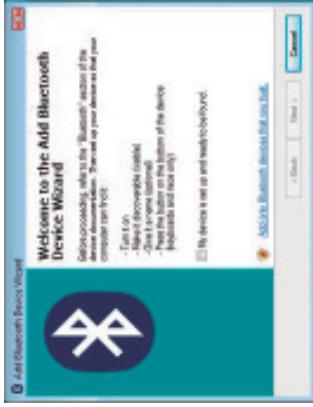 Add Bluetooth Device Wizard
Welcome to the Add Bluetooth
Device Wizard
Before proceeding, refer to the "Bluetooth" section of the
device documentation. Then set up your device so that your
computer can find it:
- Turn it on
- Make it discoverable (visible)
- Give it a name (optional)
- Press the button on the bottom of the device
(keyboards and mice only)
My device is set up and ready to be found.
Add only Bluetooth devices that you trust.
< Back
Next >
Cancel